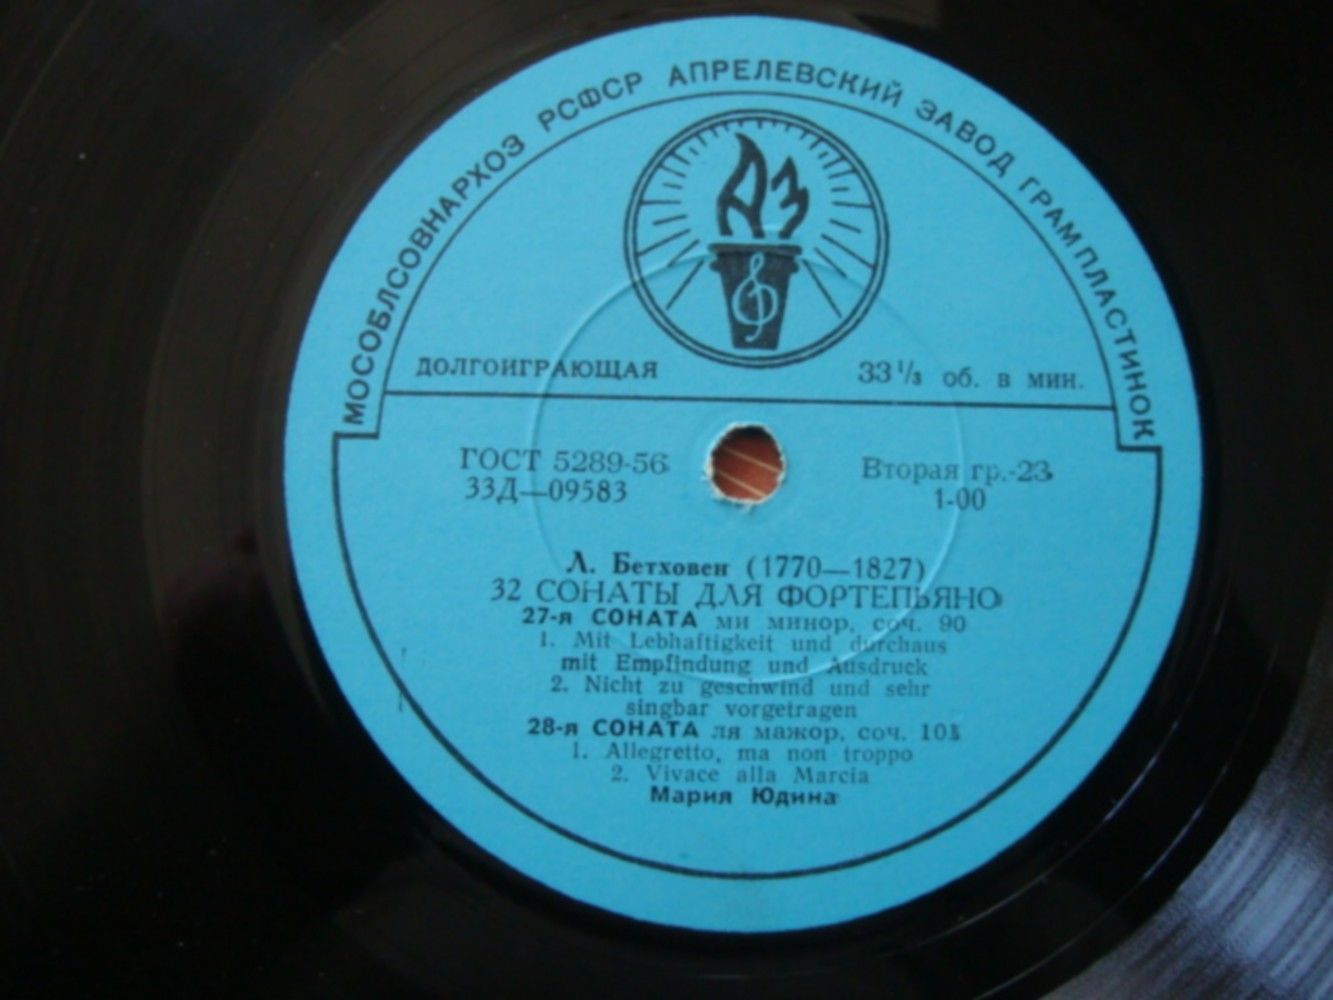 МОСОБЛСОВНАРХОЗ РСФСР АПРЕЛЕВСКИЙ ЗАВОД ГРАМПЛАСТИНОК
АЗ
ДОЛГОИГРАЮЩАЯ 33 1/3 об. в мин.
ГОСТ 5289-56 Вторая гр.-23
33Д—09583 1-00
Л. Бетховен (1770—1827)
32 СОНАТЫ ДЛЯ ФОРТЕПЬЯНО
27-я СОНАТА ми минор, соч. 90
1. Mit Lebhaftigkeit und durchaus
mit Empfindung und Ausdruck
2. Nicht zu geschwind und sehr
singbar vorgetragen
28-я СОНАТА ля мажор, соч. 101
1. Allegretto, ma non troppo
2. Vivace alla Marcia
Мария Юдина